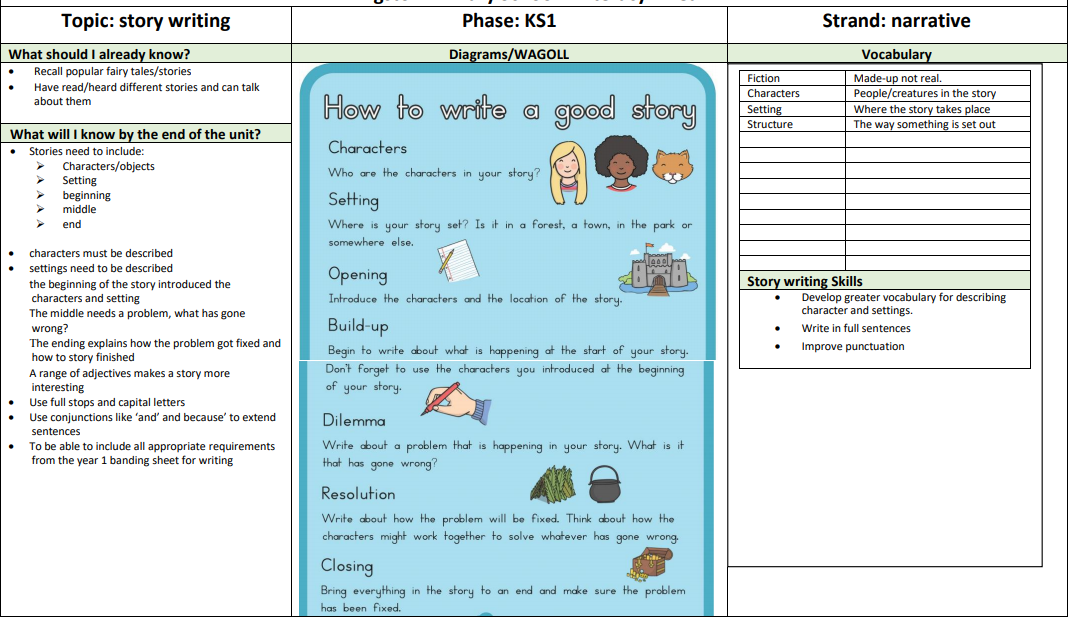 Topic: story writing
Phase: KS1
Strand: narrative
What should I already know?
• Recall popular fairy tales/stories
• Have read/heard different stories and can talk
about them
What will I know by the end of the unit?
• Stories need to include:
➢ Characters/objects
➢ Setting
➢ beginning
➢ middle
➢ end
• characters must be described
• settings need to be described
the beginning of the story introduced the
characters and setting
The middle needs a problem, what has gone
wrong?
The ending explains how the problem got fixed and
how to story finished
A range of adjectives makes a story more
interesting
• Use full stops and capital letters
• Use conjunctions like ‘and’ and because’ to extend
sentences
• To be able to include all appropriate requirements
from the year 1 banding sheet for writing
Diagrams/WAGOLL
How to write a good story
Characters
Who are the characters in your story?
Setting
Where is your story set? Is it in a forest, a town, in the park or
somewhere else.
Opening
Introduce the characters and the location of the story.
Build-up
Begin to write about what is happening at the start of your story.
Don't forget to use the characters you introduced at the beginning
of your story.
Dilemma
Write about a problem that is happening in your story. What is it
that has gone wrong?
Resolution
Write about how the problem will be fixed. Think about how the
characters might work together to solve whatever has gone wrong.
Closing
Bring everything in the story to an end and make sure the problem
has been fixed.
Vocabulary
Fiction Made-up not real.
Characters People/creatures in the story
Setting Where the story takes place
Structure The way something is set out
Story writing Skills
• Develop greater vocabulary for describing
character and settings.
• Write in full sentences
• Improve punctuation